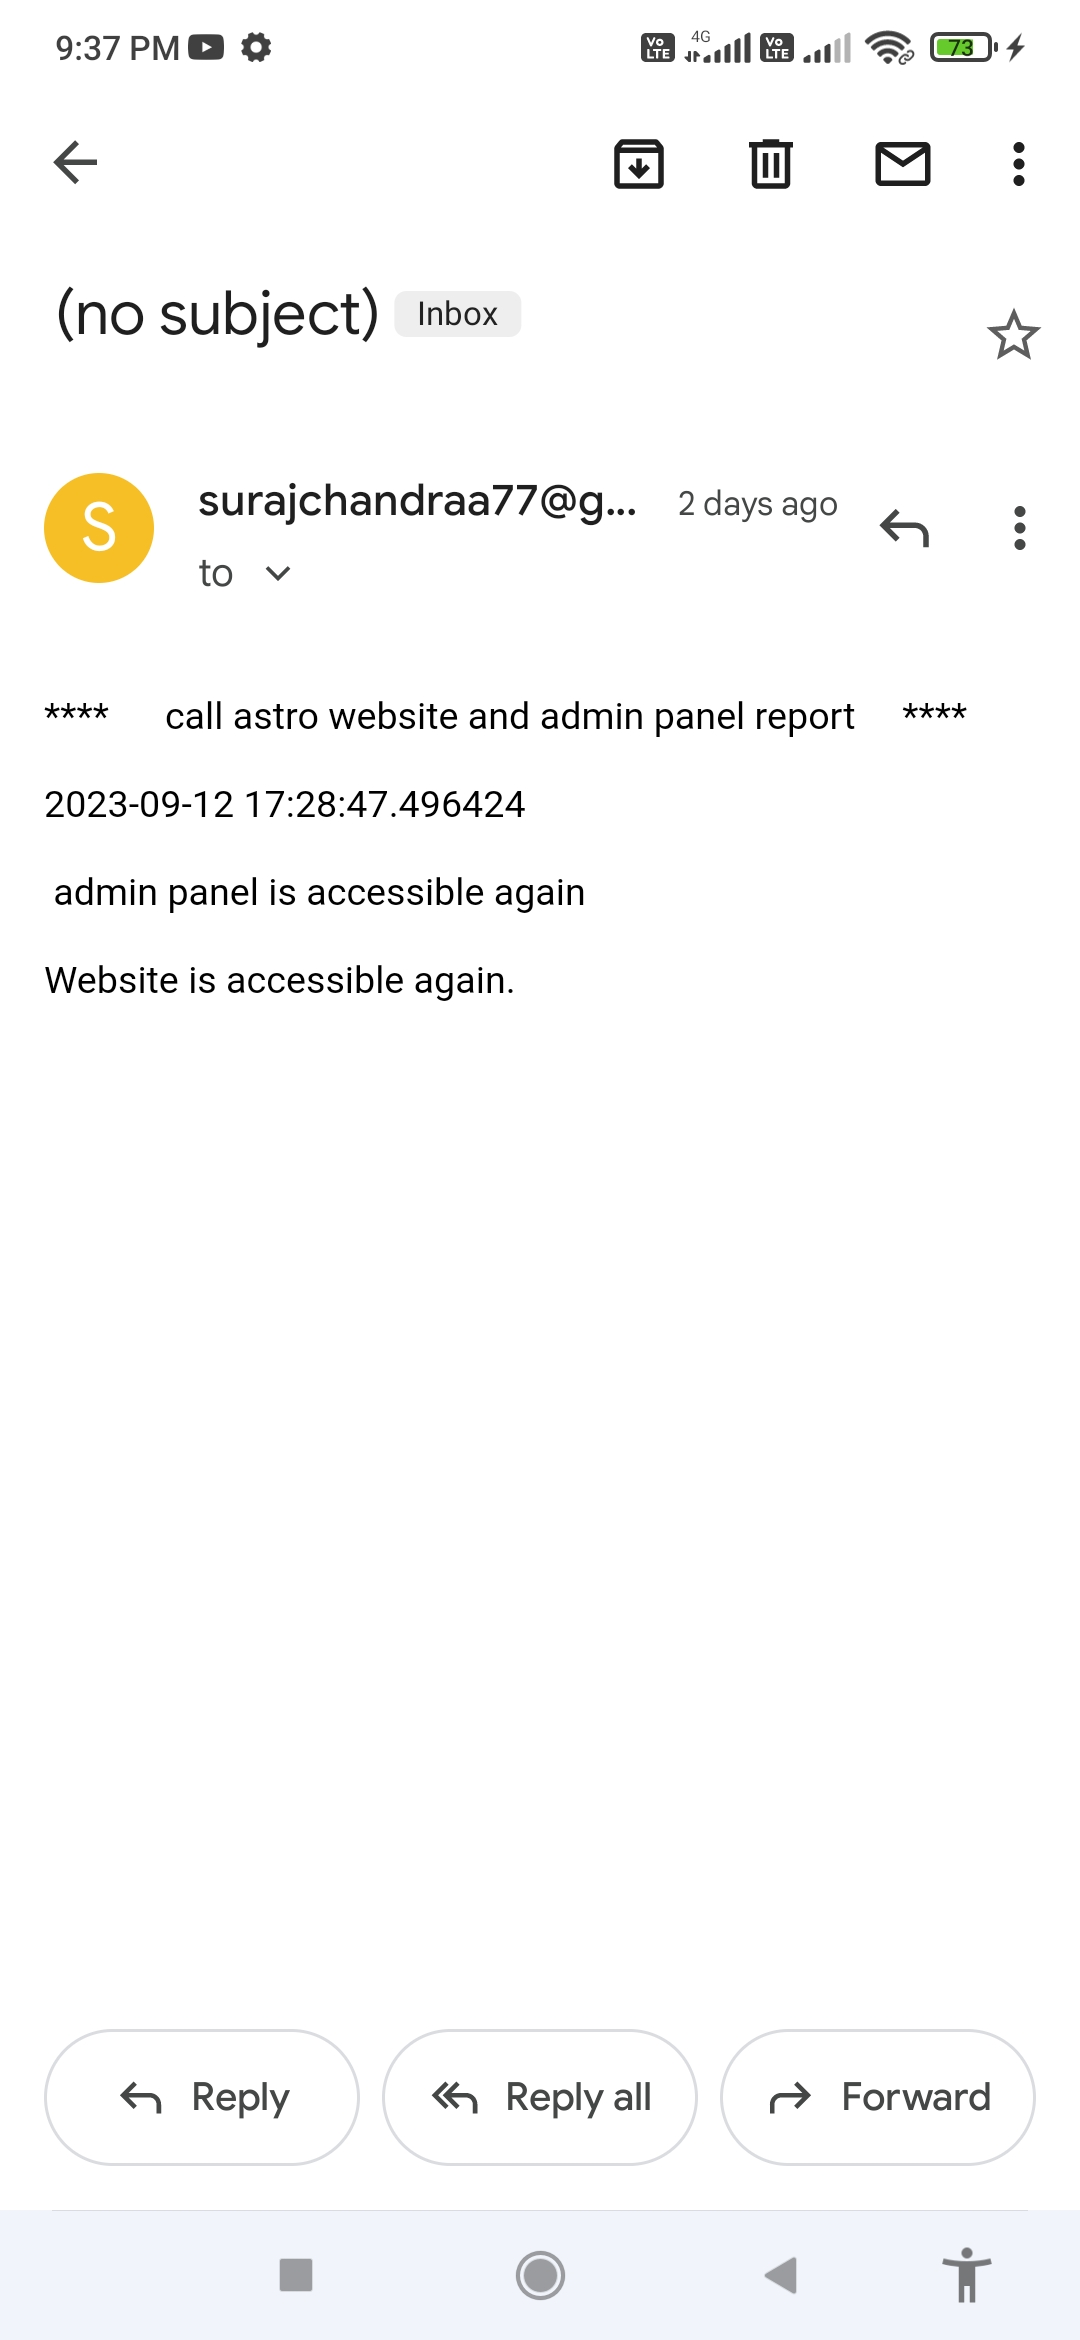 9:37 PM
Vo LTE 4G Vo LTE 73
(no subject) Inbox
S
surajchandraa77@g... 2 days ago
to
**** call astro website and admin panel report ****
2023-09-12 17:28:47.496424
admin panel is accessible again
Website is accessible again.
Reply Reply all Forward